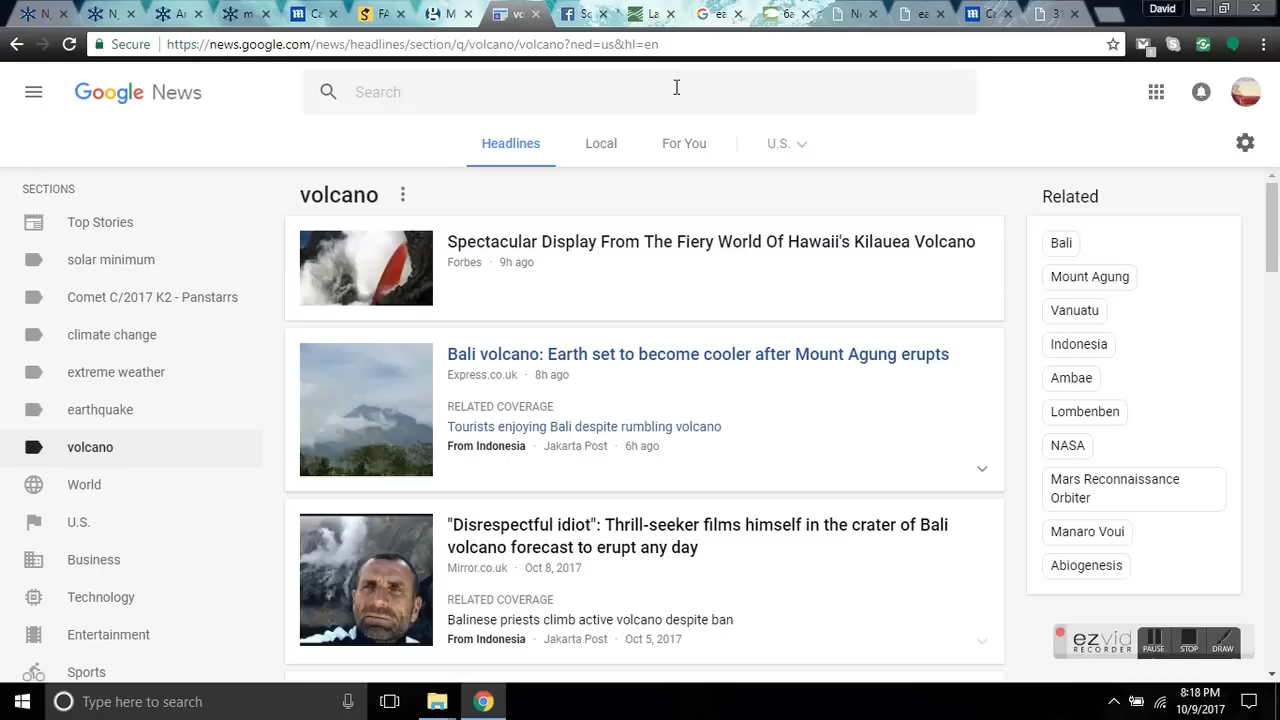 David
Secure
https://news.google.com/news/headlines/section/q/volcano/volcano?ned=us&hl=en
Google News
Search
Headlines
Local
For You
U.S.
SECTIONS
Top Stories
solar minimum
Comet C/2017 K2 - Panstarrs
climate change
extreme weather
earthquake
volcano
World
U.S.
Business
Technology
Entertainment
Sports
volcano
Spectacular Display From The Fiery World Of Hawaii's Kilauea Volcano
Forbes · 9h ago
Bali volcano: Earth set to become cooler after Mount Agung erupts
Express.co.uk · 8h ago
RELATED COVERAGE
Tourists enjoying Bali despite rumbling volcano
From Indonesia · Jakarta Post · 6h ago
"Disrespectful idiot": Thrill-seeker films himself in the crater of Bali
volcano forecast to erupt any day
Mirror.co.uk · Oct 8, 2017
RELATED COVERAGE
Balinese priests climb active volcano despite ban
From Indonesia · Jakarta Post · Oct 5, 2017
Related
Bali
Mount Agung
Vanuatu
Indonesia
Ambae
Lombenben
NASA
Mars Reconnaissance
Orbiter
Manaro Voui
Abiogenesis
ezvid
RECORDER
PAUSE
STOP
DRAW
Type here to search
8:18 PM
10/9/2017